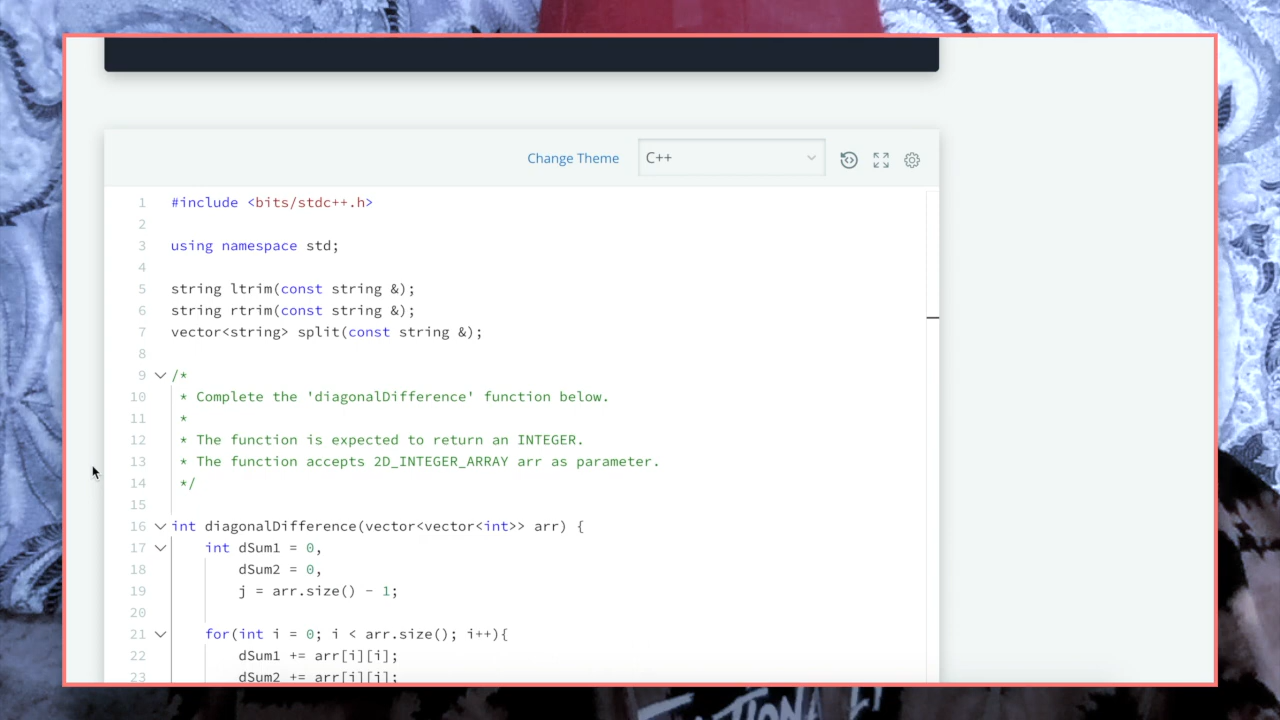 Change Theme C++
1 #include <bits/stdc++.h>
2
3 using namespace std;
4
5 string ltrim(const string &);
6 string rtrim(const string &);
7 vector<string> split(const string &);
8
9 /*
10 * Complete the 'diagonalDifference' function below.
11 *
12 * The function is expected to return an INTEGER.
13 * The function accepts 2D_INTEGER_ARRAY arr as parameter.
14 */
15
16 int diagonalDifference(vector<vector<int>> arr) {
17 int dSum1 = 0,
18 dSum2 = 0,
19 j = arr.size() - 1;
20
21 for(int i = 0; i < arr.size(); i++){
22 dSum1 += arr[i][i];
23 dSum2 += arr[i][j];